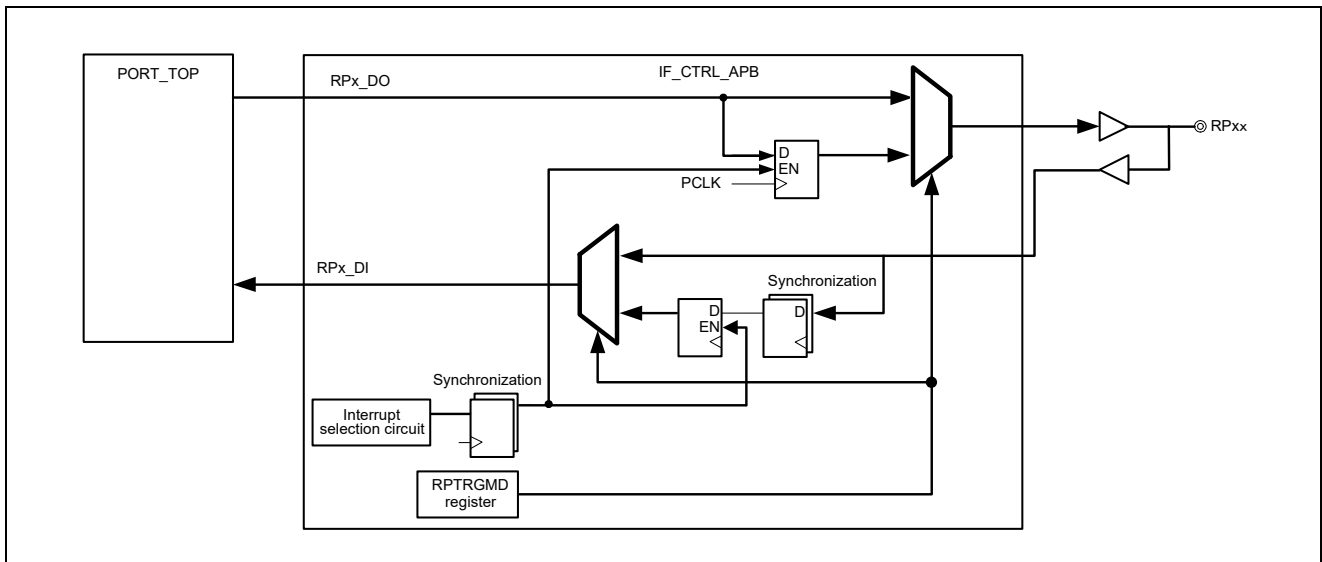 PORT_TOP
RPx_DO
IF_CTRL_APB
RPxx
D
EN
PCLK
RPx_DI
Synchronization
D
EN
D
Synchronization
Interrupt
selection circuit
RPTRGMD
register